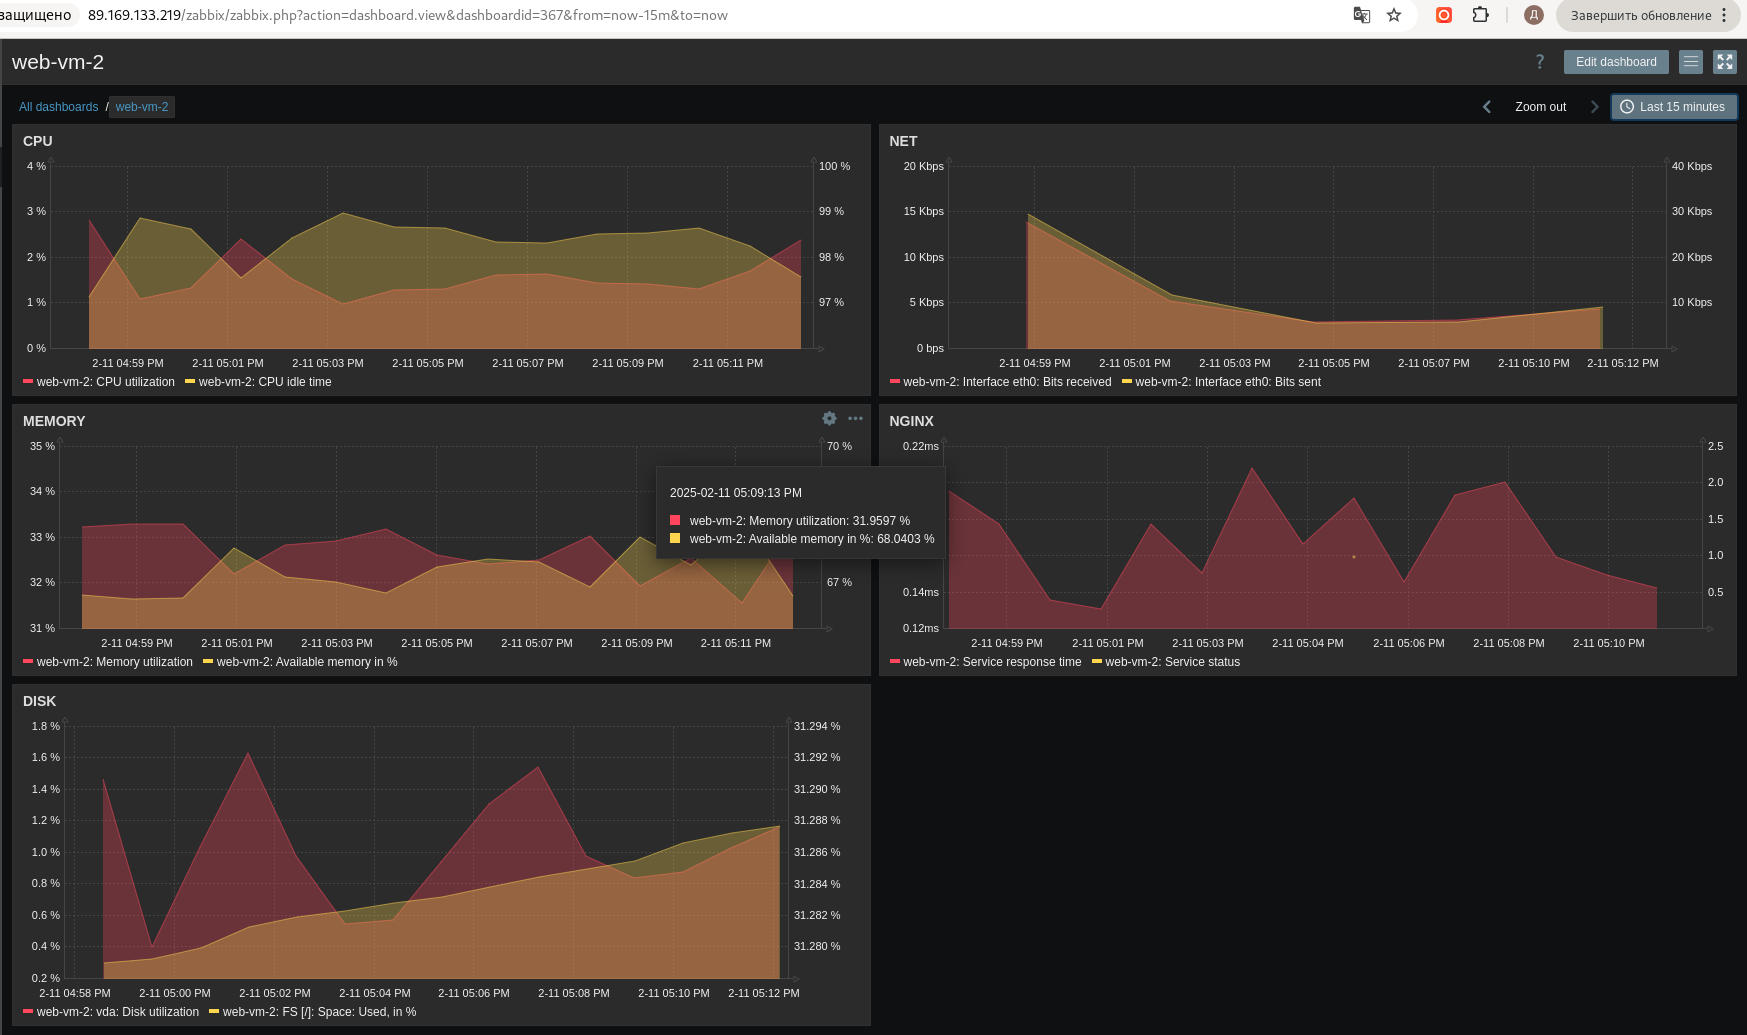 защищено 89.169.133.219/zabbix/zabbix.php?action=dashboard.view&dashboardid=367&from=now-15m&to=now Д Завершить обновление
web-vm-2 ? Edit dashboard
All dashboards / web-vm-2 Zoom out Last 15 minutes
CPU
4 % 100 %
3 % 99 %
2 % 98 %
1 % 97 %
0 %
2-11 04:59 PM 2-11 05:01 PM 2-11 05:03 PM 2-11 05:05 PM 2-11 05:07 PM 2-11 05:09 PM 2-11 05:11 PM
web-vm-2: CPU utilization web-vm-2: CPU idle time
NET
20 Kbps 40 Kbps
15 Kbps 30 Kbps
10 Kbps 20 Kbps
5 Kbps 10 Kbps
0 bps
2-11 04:59 PM 2-11 05:01 PM 2-11 05:03 PM 2-11 05:05 PM 2-11 05:07 PM 2-11 05:10 PM 2-11 05:12 PM
web-vm-2: Interface eth0: Bits received web-vm-2: Interface eth0: Bits sent
MEMORY
35 % 70 %
34 %
33 %
32 % 67 %
31 %
2-11 04:59 PM 2-11 05:01 PM 2-11 05:03 PM 2-11 05:05 PM 2-11 05:07 PM 2-11 05:09 PM 2-11 05:11 PM
web-vm-2: Memory utilization web-vm-2: Available memory in %
2025-02-11 05:09:13 PM
web-vm-2: Memory utilization: 31.9597 %
web-vm-2: Available memory in %: 68.0403 %
NGINX
0.22ms 2.5
2.0
1.5
1.0
0.14ms 0.5
0.12ms
2-11 04:59 PM 2-11 05:01 PM 2-11 05:03 PM 2-11 05:04 PM 2-11 05:06 PM 2-11 05:08 PM 2-11 05:10 PM
web-vm-2: Service response time web-vm-2: Service status
DISK
1.8 % 31.294 %
1.6 % 31.292 %
1.4 % 31.290 %
1.2 % 31.288 %
1.0 % 31.286 %
0.8 % 31.284 %
0.6 % 31.282 %
0.4 % 31.280 %
0.2 %
2-11 04:58 PM 2-11 05:00 PM 2-11 05:02 PM 2-11 05:04 PM 2-11 05:06 PM 2-11 05:08 PM 2-11 05:10 PM 2-11 05:12 PM
web-vm-2: vda: Disk utilization web-vm-2: FS [/]: Space: Used, in %